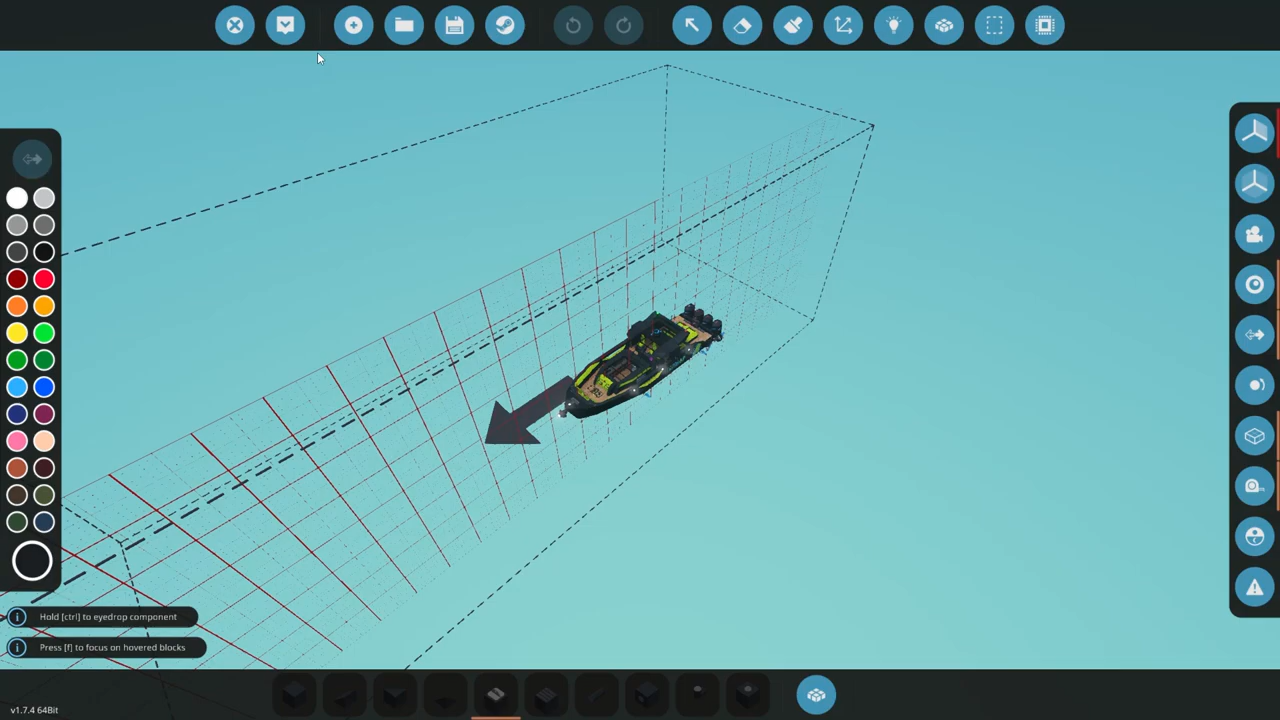 Hold [ctrl] to eyedrop component
Press [f] to focus on hovered blocks
v1.7.4 64Bit